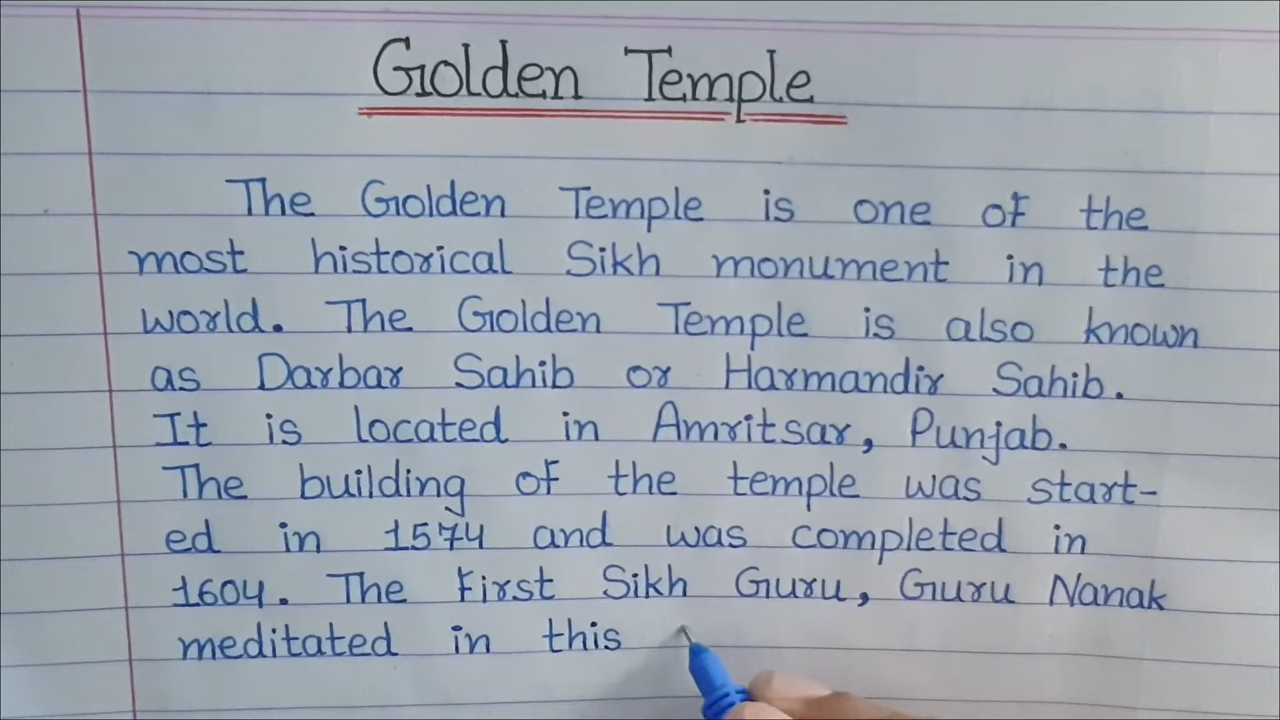 Golden Temple
The Golden Temple is one of the
most historical Sikh monument in the
world. The Golden Temple is also known
as Darbar Sahib or Harmandir Sahib.
It is located in Amritsar, Punjab.
The building of the temple was start-
ed in 1574 and was completed in
1604. The first Sikh Guru, Guru Nanak
meditated in this